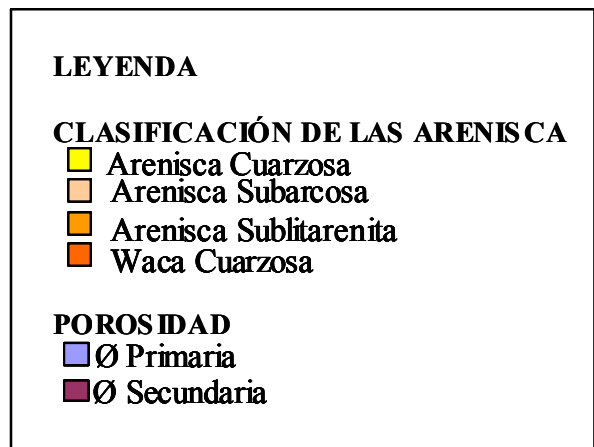 LEYENDA
CLASIFICACIÓN DE LAS ARENISCA
Arenisca Cuarzosa
Arenisca Subarcosa
Arenisca Sublitarenita
Waca Cuarzosa
POROSIDAD
Ø Primaria
Ø Secundaria